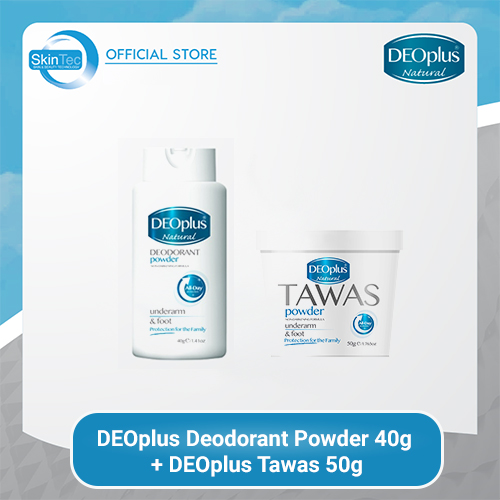 SkinTec
OFFICIAL STORE
DEOplus
Natural
DEOplus
Natural
DEODORANT
powder
All-Day
underarm
& foot
Protection for the Family
DEOplus
Natural
TAWAS
powder
underarm
& foot
Protection for the Family
DEOplus Deodorant Powder 40g
+ DEOplus Tawas 50g